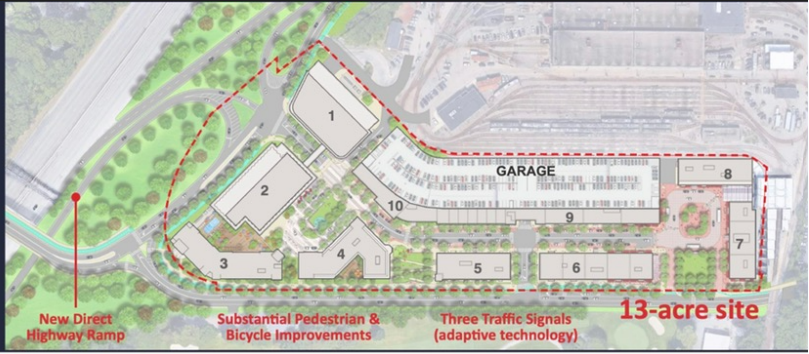 1
2
GARAGE
8
10
9
7
3
4
5
6
New Direct
Highway Ramp
Substantial Pedestrian &
Bicycle Improvements
Three Traffic Signals
(adaptive technology)
13-acre site